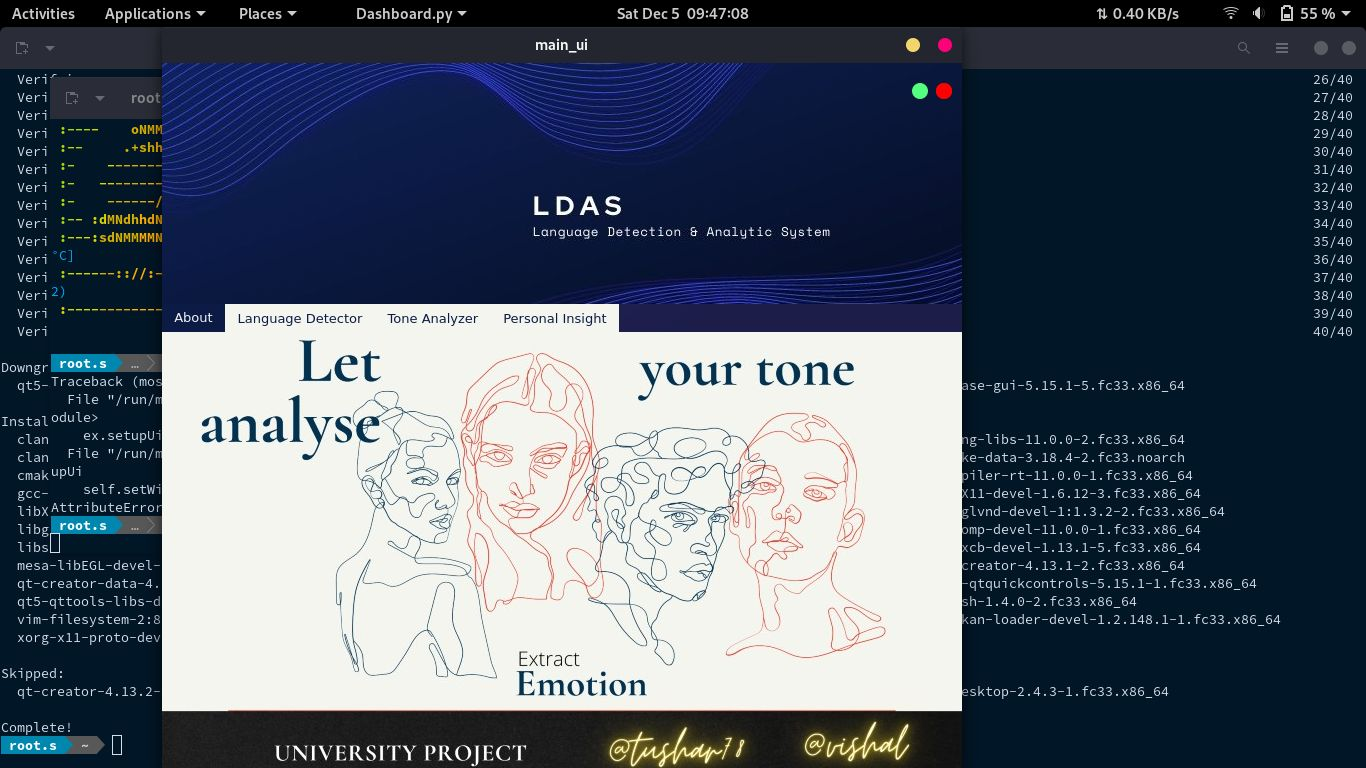 Activities Applications Places Dashboard.py Sat Dec 5 09:47:08 0.40 KB/s 55 %
main_ui
LDAS
Language Detection & Analytic System
About Language Detector Tone Analyzer Personal Insight
Let
analyse
your tone
Extract
Emotion
UNIVERSITY PROJECT @tushar78 @vishal
root
Veri 26/40
Veri 27/40
Veri 28/40
Veri 29/40
Veri 30/40
Veri 31/40
Veri 32/40
Veri 33/40
Veri 34/40
Veri 35/40
Veri 36/40
Veri 37/40
Veri 38/40
Veri 39/40
Veri 40/40
:---- oNMM
:-- .+shh
:- -------
:- ---------
:- ------/
:-- :dMNdhhdN
:---:sdNMMMMN
°C]
:------:://:-
2)
:------------
root.s …
Traceback (mos
File "/run/m
odule>
ex.setupUi
File "/run/m
upUi
self.setWi
AttributeError
root.s …
Downgr
qt5- ase-gui-5.15.1-5.fc33.x86_64
Instal
clan ng-libs-11.0.0-2.fc33.x86_64
clan ke-data-3.18.4-2.fc33.noarch
cmak piler-rt-11.0.0-1.fc33.x86_64
gcc- X11-devel-1.6.12-3.fc33.x86_64
libX glvnd-devel-1:1.3.2-2.fc33.x86_64
libg omp-devel-11.0.0-1.fc33.x86_64
libs xcb-devel-1.13.1-5.fc33.x86_64
mesa-libEGL-devel- creator-4.13.1-2.fc33.x86_64
qt-creator-data-4. -qtquickcontrols-5.15.1-1.fc33.x86_64
qt5-qttools-libs-d sh-1.4.0-2.fc33.x86_64
vim-filesystem-2:8 kan-loader-devel-1.2.148.1-1.fc33.x86_64
xorg-x11-proto-dev
Skipped:
qt-creator-4.13.2- esktop-2.4.3-1.fc33.x86_64
Complete!
root.s ~